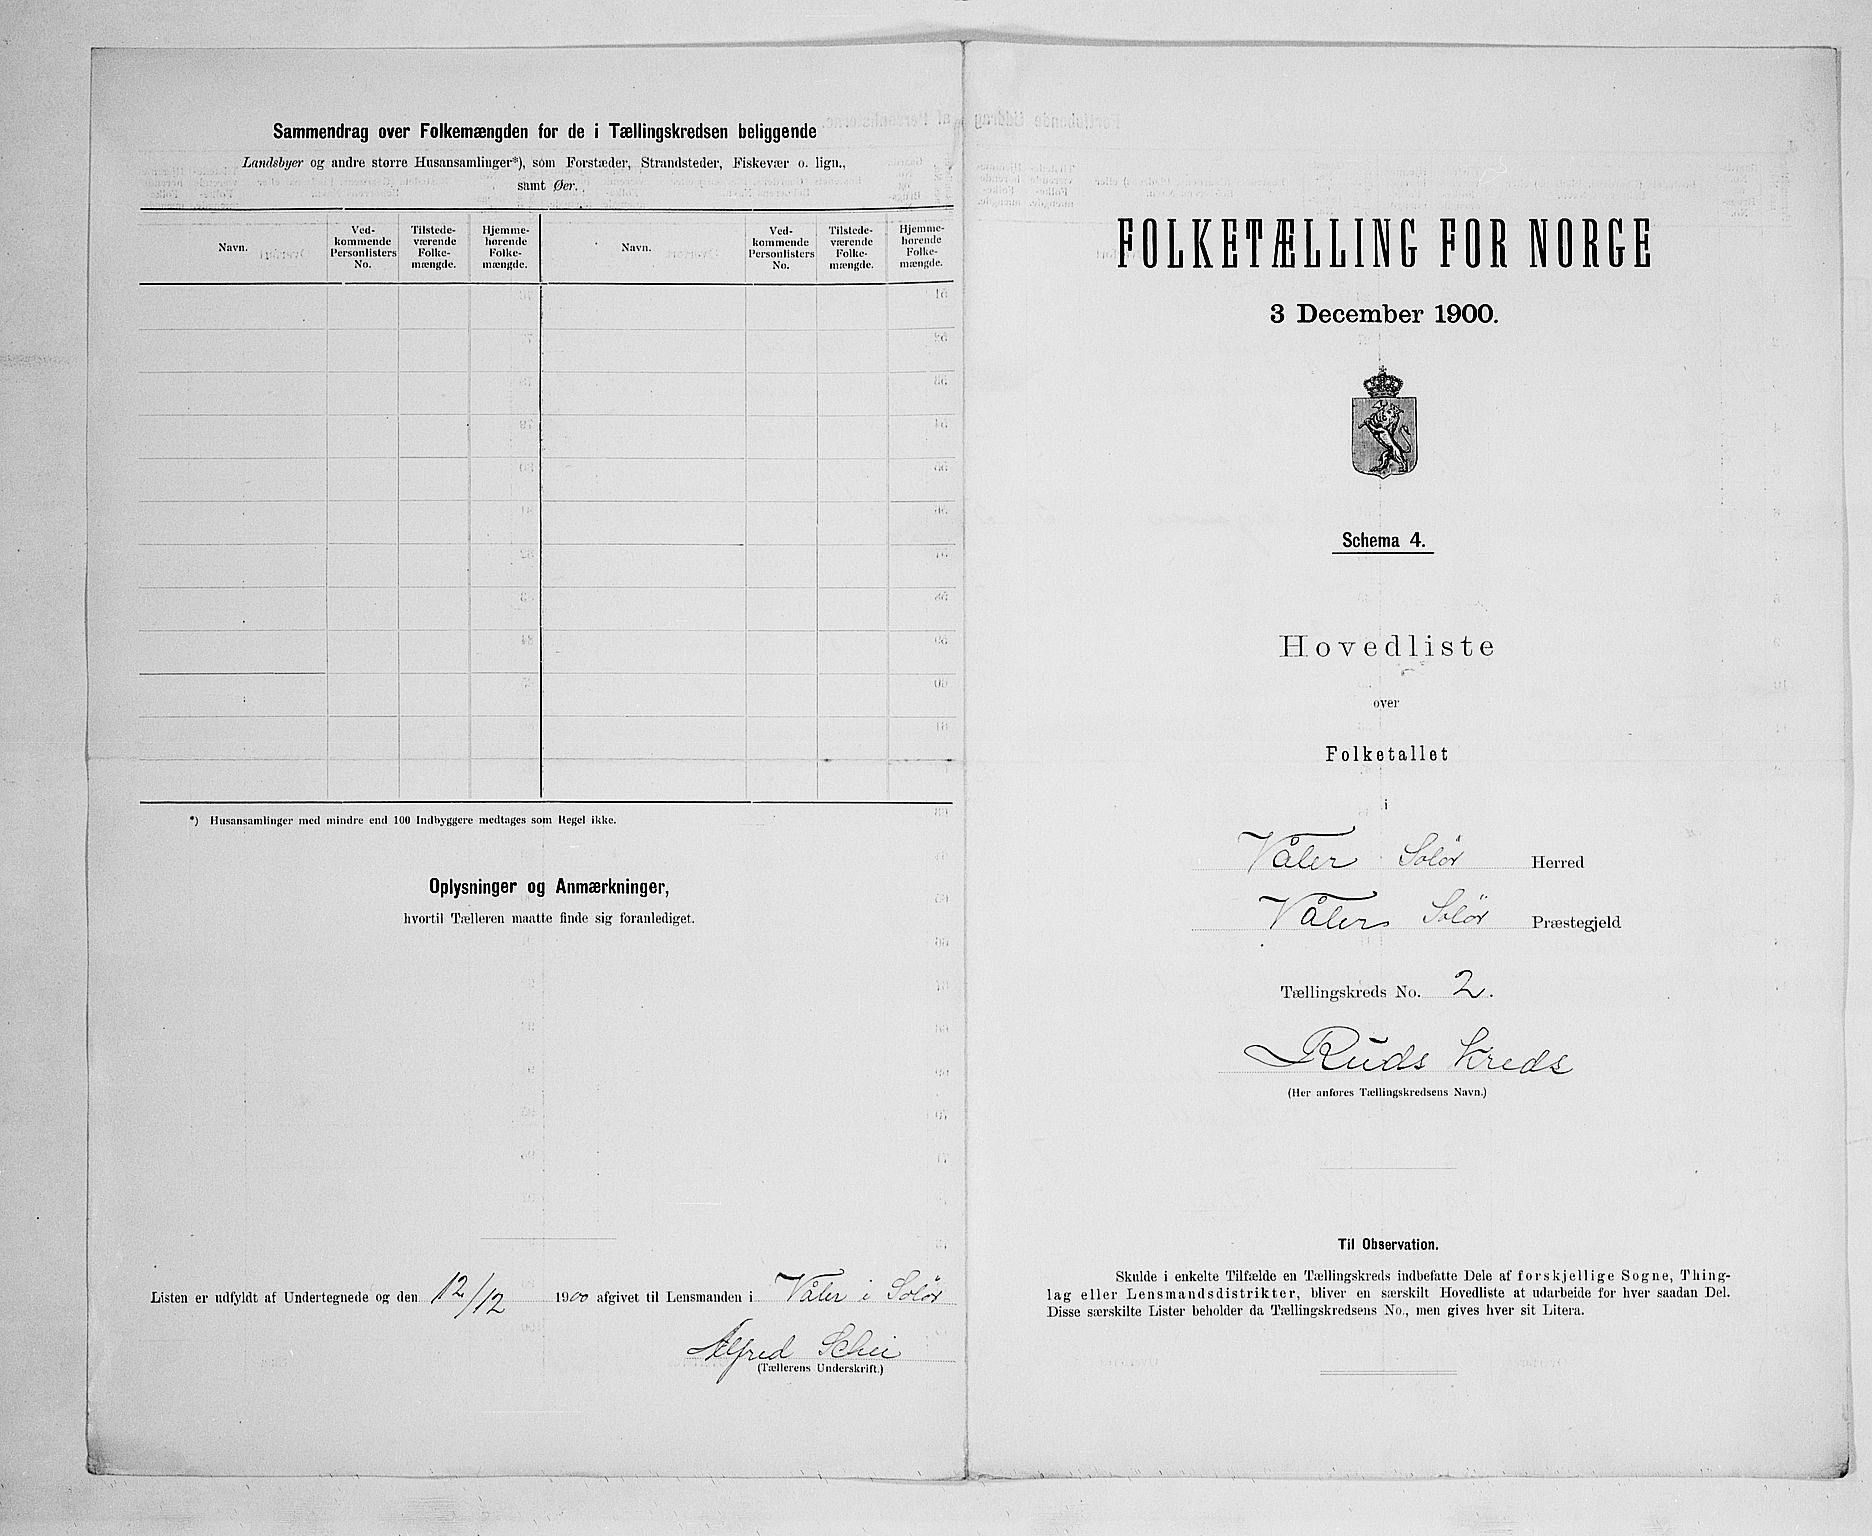 Sammendrag over Folkemængden for de i Tællingskredsen beliggende
Landsbyer og andre større Husansamlinger*), som Forstæder, Strandsteder, Fiskevær o. lign.,
samt Øer.
Navn.
Ved-
kommende
Personlisters
No.
Tilstede-
værende
Folke-
mængde.
Hjemme-
hørende
Folke-
mængde.
Navn.
Ved-
kommende
Personlisters
No.
Tilstede-
værende
Folke-
mængde.
Hjemme-
hørende
Folke-
mængde.
*) Husansamlinger med mindre end 100 Indbyggere medtages som Regel ikke.
Oplysninger og Anmærkninger,
hvortil Tælleren maatte finde sig foranlediget.
Listen er udfyldt af Undertegnede og den 12/12 1900 afgivet til Lensmanden i Våler i Solör
Alfred Schei
(Tællerens Underskrift.)
FOLKETÆLLING FOR NORGE
3 December 1900.
Schema 4.
Hovedliste
over
Folketallet
i
Våler Solör Herred
Våler Solör Præstegjeld
Tællingskreds No. 2.
Ruds Kreds
(Her anføres Tællingskredsens Navn.)
Til Observation.
Skulde i enkelte Tilfælde en Tællingskreds indbefatte Dele af forskjellige Sogne, Thing-
lag eller Lensmandsdistrikter, bliver en særskilt Hovedliste at udarbeide for hver saadan Del.
Disse særskilte Lister beholder da Tællingskredsens No., men gives hver sit Litera.